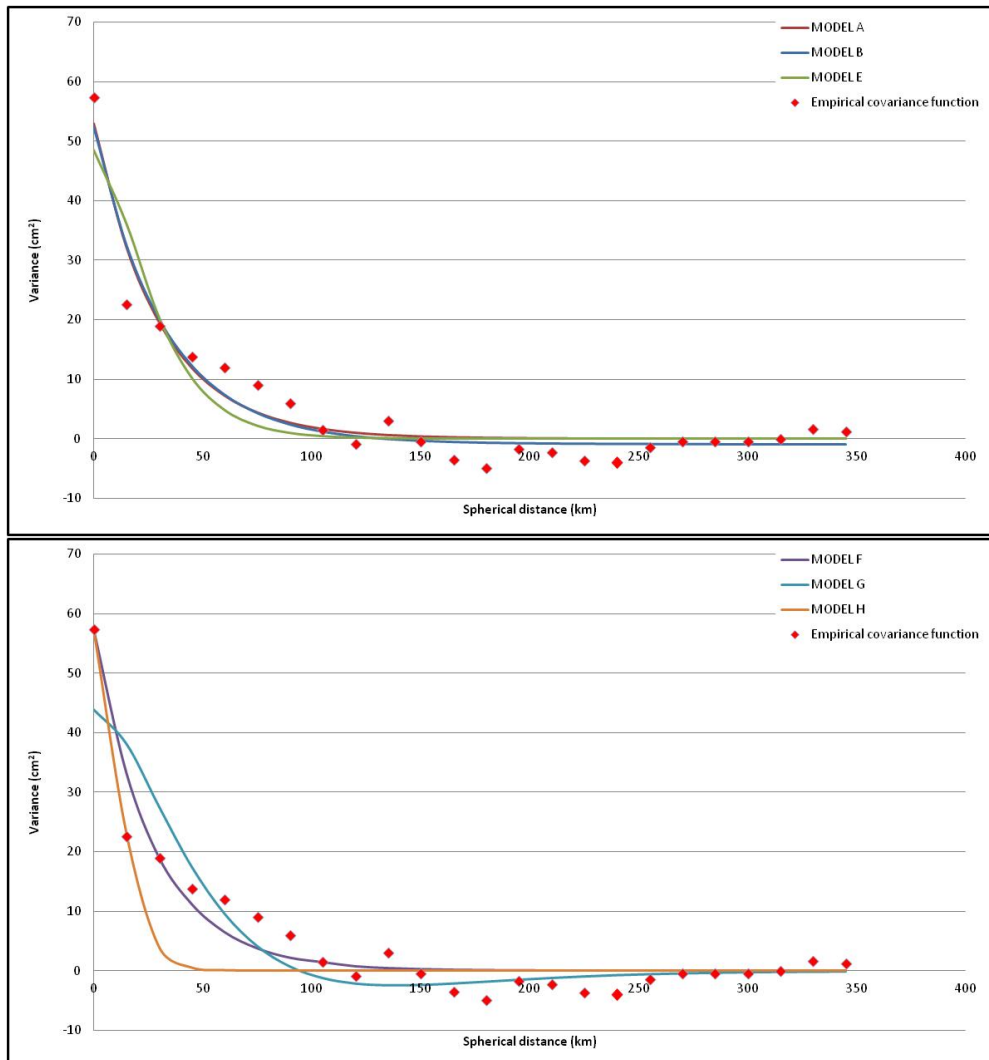 70
60
50
40
30
20
10
0
-10
Variance (cm²)
0 50 100 150 200 250 300 350 400
Spherical distance (km)
MODEL A
MODEL B
MODEL E
Empirical covariance function
70
60
50
40
30
20
10
0
-10
Variance (cm²)
0 50 100 150 200 250 300 350 400
Spherical distance (km)
MODEL F
MODEL G
MODEL H
Empirical covariance function